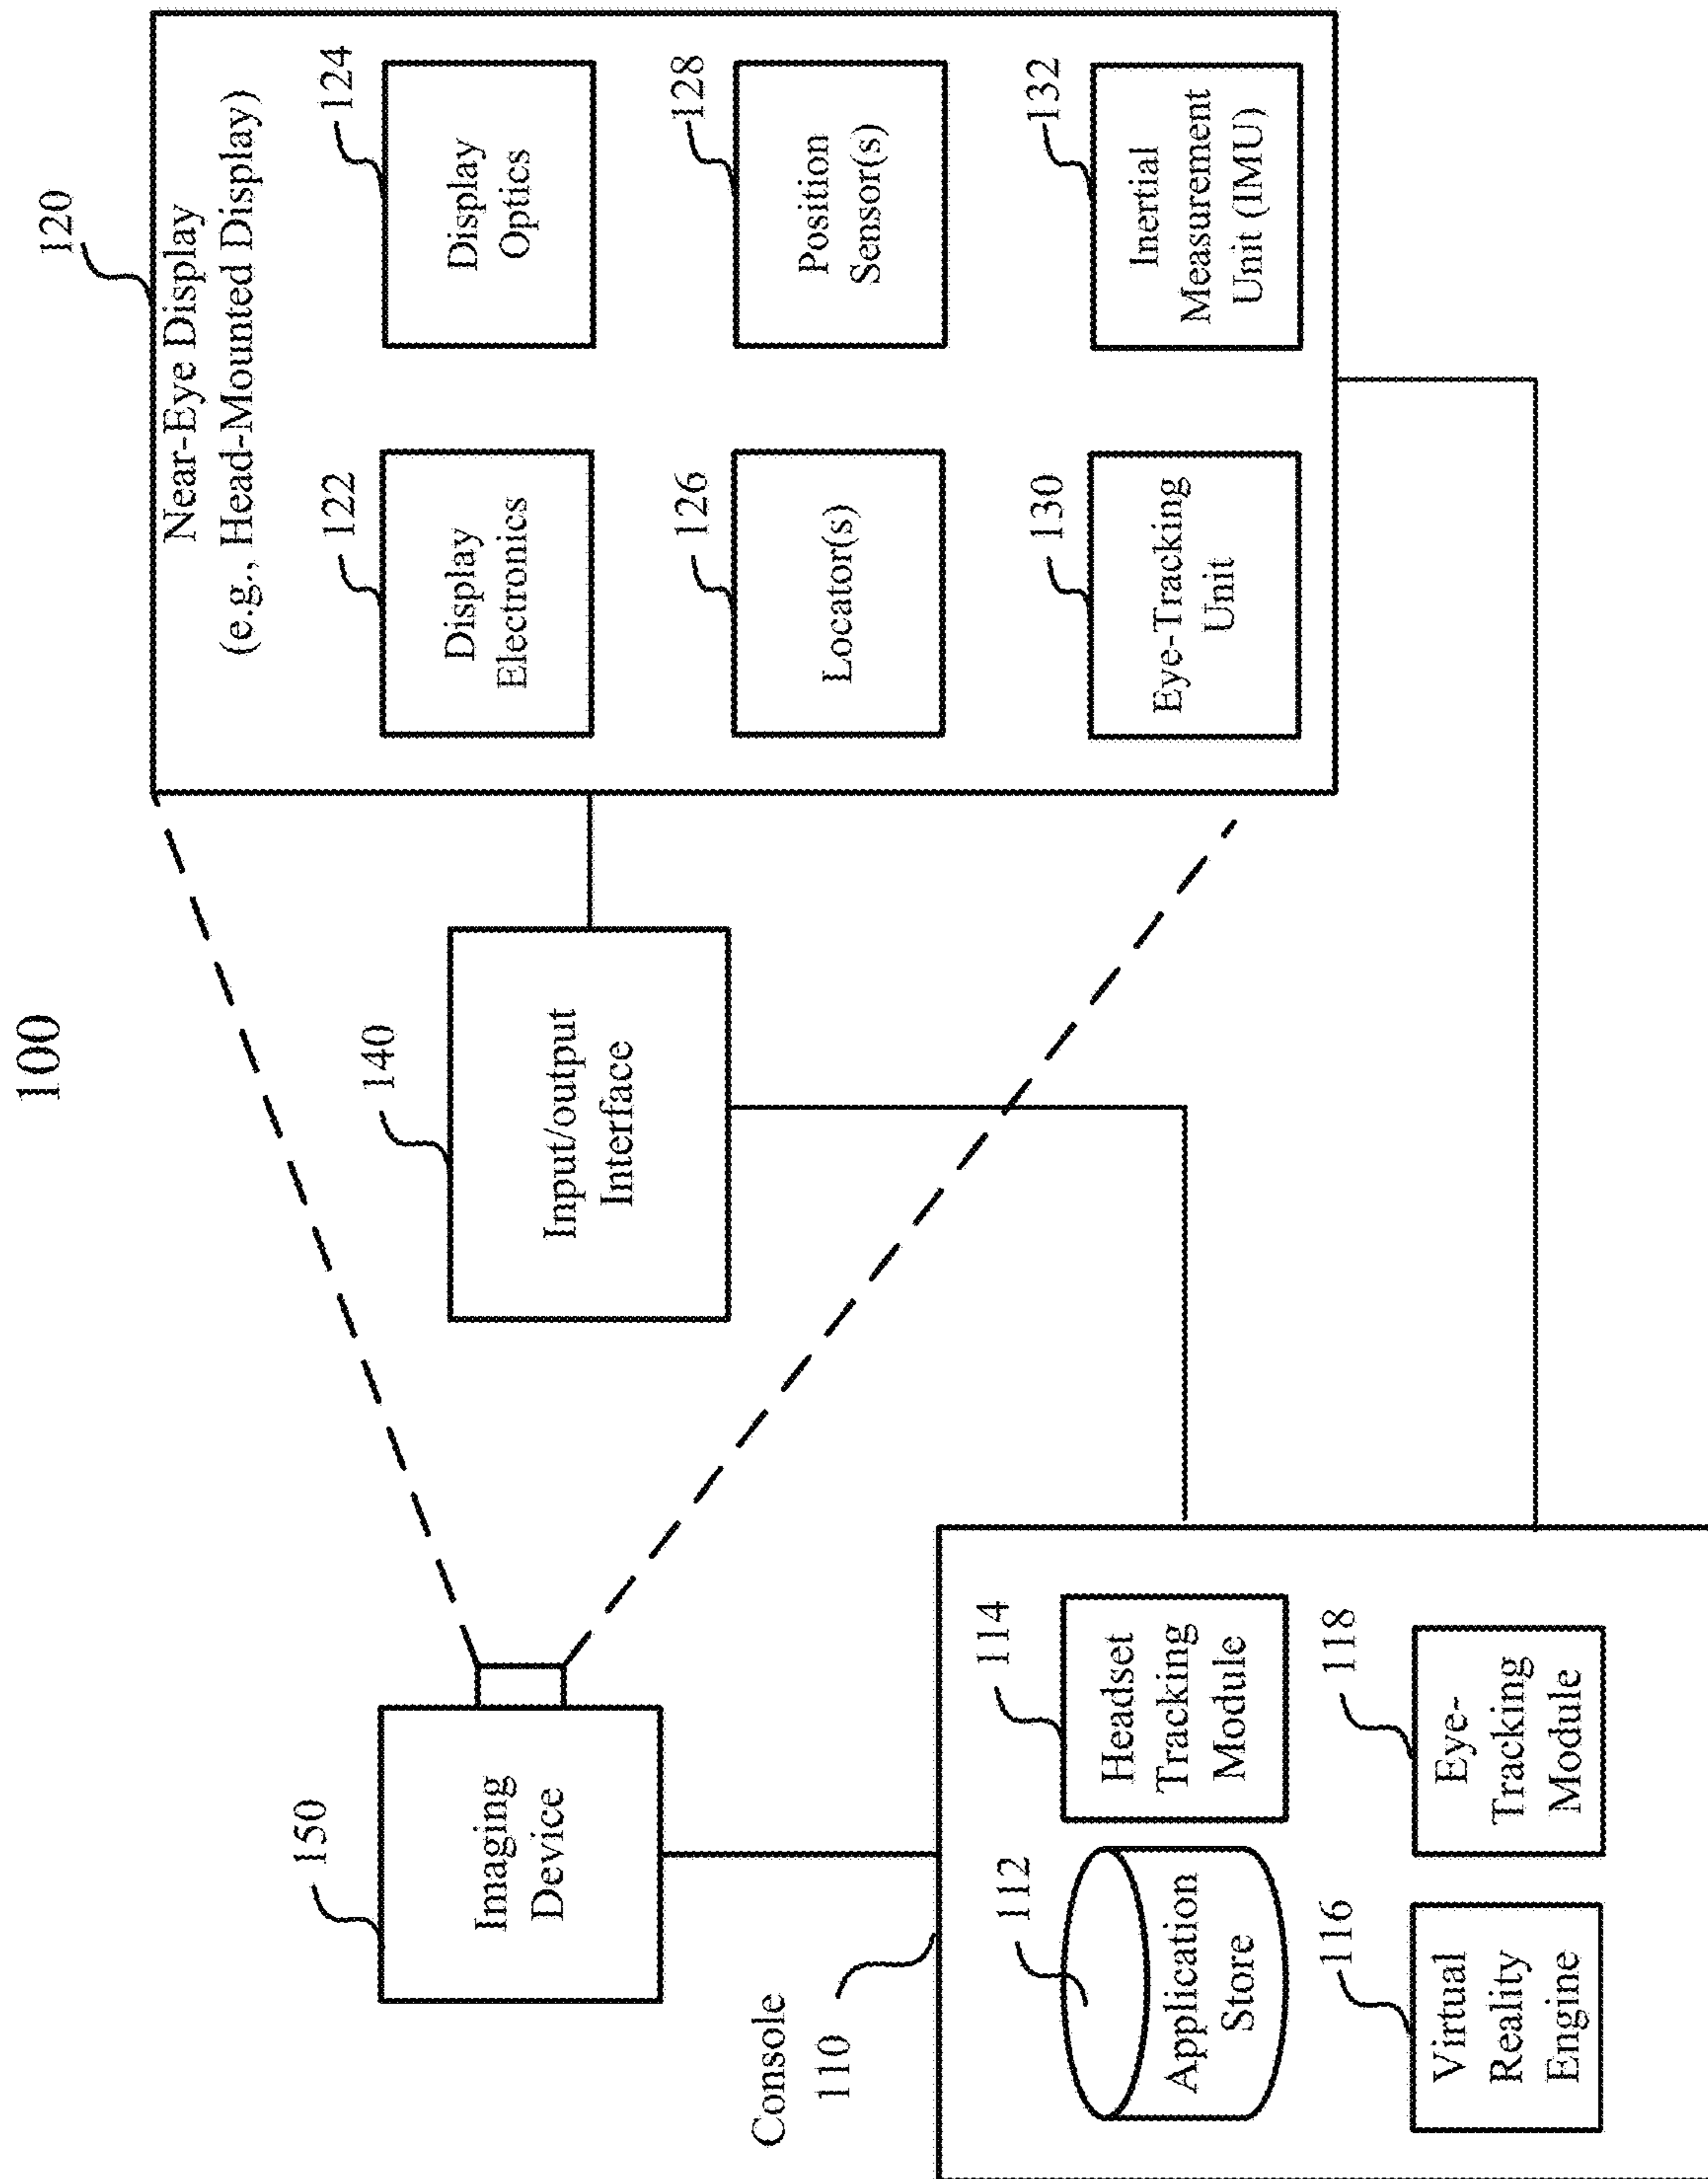 100
120
Near-Eye Display
(e.g., Head-Mounted Display)
150
Imaging
Device
140
Input/output
Interface
122
Display
Electronics
124
Display
Optics
126
Locator(s)
128
Position
Sensor(s)
130
Eye-Tracking
Unit
132
Inertial
Measurement
Unit (IMU)
Console
110
112
Application
Store
114
Headset
Tracking
Module
116
Virtual
Reality
Engine
118
Eye-
Tracking
Module